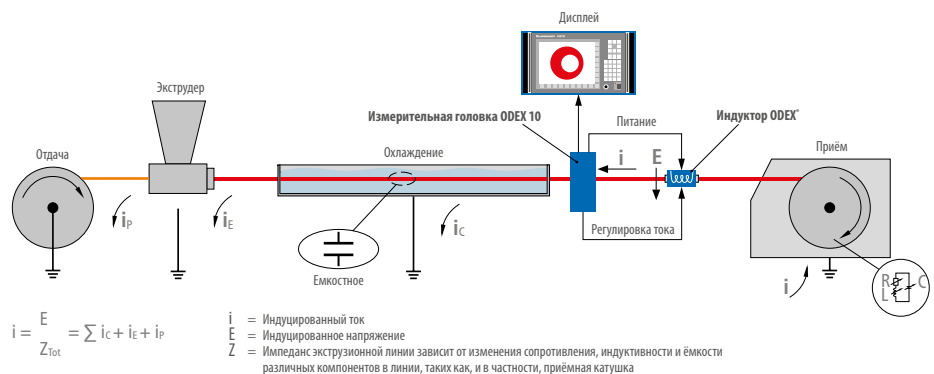 Дисплей
Экструдер
Измерительная головка ODEX 10
Питание
Индуктор ODEX®
Отдача
Охлаждение
Приём
i
E
iP
iE
iC
Регулировка тока
Емкостное
i
R
L
C
i = E / ZTot = ∑ iC + iE + iP
i = Индуцированный ток
E = Индуцированное напряжение
Z = Импеданс экструзионной линии зависит от изменения сопротивления, индуктивности и ёмкости
различных компонентов в линии, таких как, и в частности, приёмная катушка